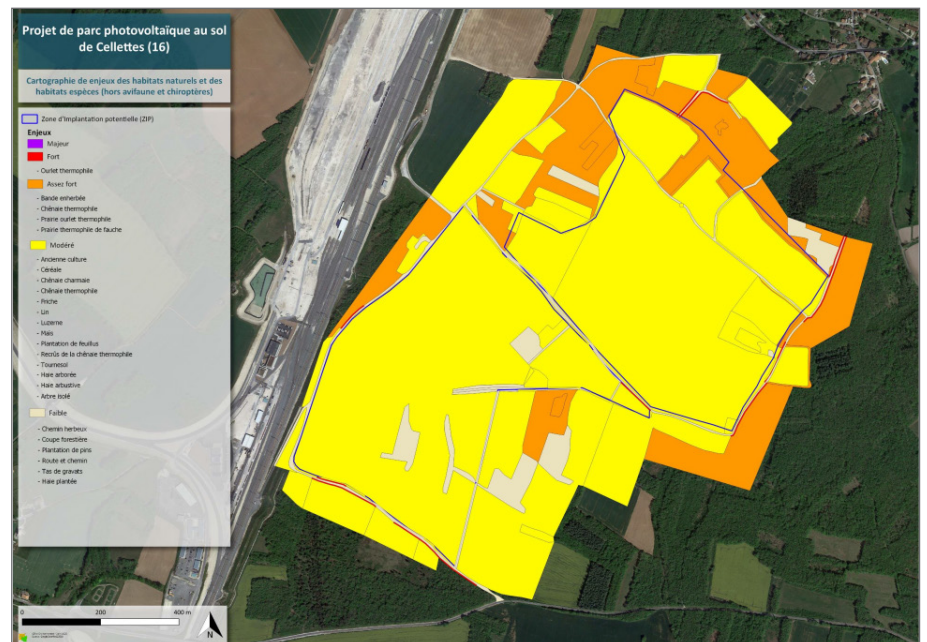 Projet de parc photovoltaïque au sol
de Cellettes (16)
Cartographie de enjeux des habitats naturels et des
habitats espèces (hors avifaune et chiroptères)
Zone d'Implantation potentielle (ZIP)
Enjeux
Majeur
Fort
- Ourlet thermophile
Assez fort
- Bande enherbée
- Chênaie thermophile
- Prairie ourlet thermophile
- Prairie thermophile de fauche
Modéré
- Ancienne culture
- Céréale
- Chênaie charmaie
- Chênaie thermophile
- Friche
- Lin
- Luzerne
- Maïs
- Plantation de feuillus
- Recrûs de la chênaie thermophile
- Tournesol
- Haie arborée
- Haie arbustive
- Arbre isolé
Faible
- Chemin herbeux
- Coupe forestière
- Plantation de pins
- Route et chemin
- Tas de gravats
- Haie plantée
0 200 400 m
N